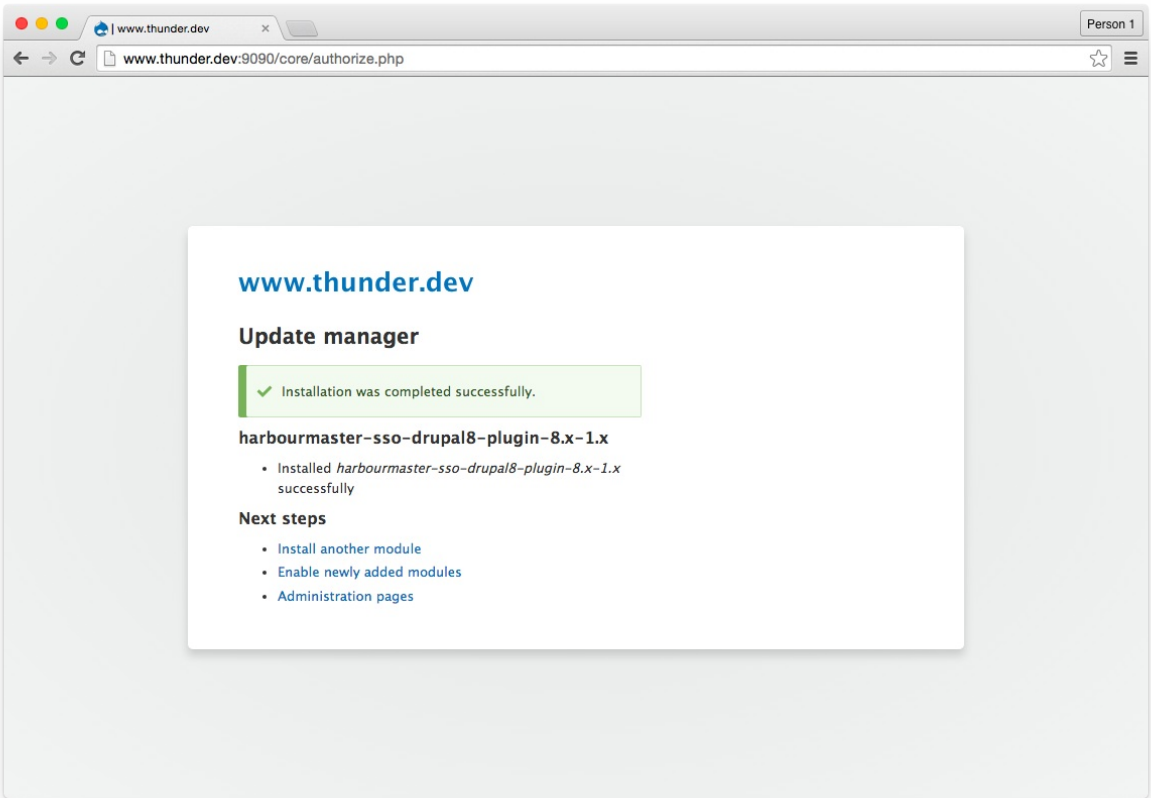 | www.thunder.dev
Person 1
www.thunder.dev:9090/core/authorize.php
www.thunder.dev
Update manager
Installation was completed successfully.
harbourmaster-sso-drupal8-plugin-8.x-1.x
• Installed harbourmaster-sso-drupal8-plugin-8.x-1.x
successfully
Next steps
• Install another module
• Enable newly added modules
• Administration pages